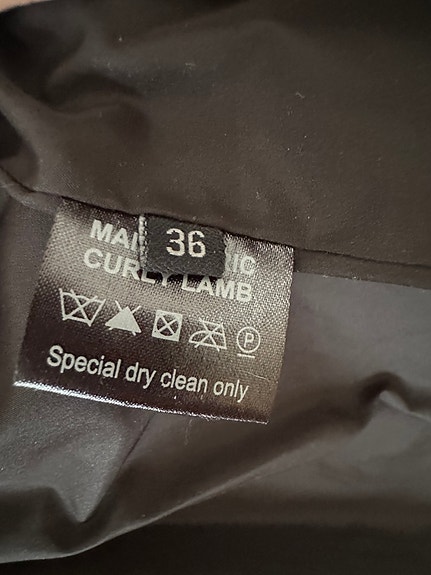 36
CURLY LAMB
P
Special dry clean only